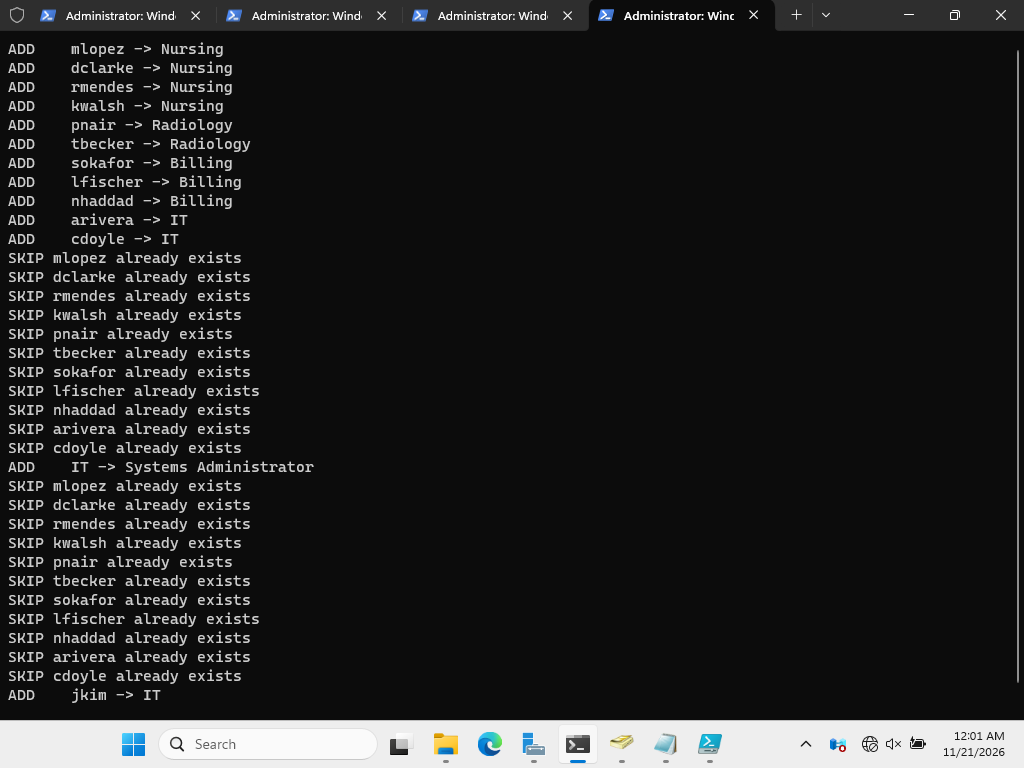 Administrator: Wind
Administrator: Wind
Administrator: Wind
Administrator: Winc
ADD mlopez -> Nursing
ADD dclarke -> Nursing
ADD rmendes -> Nursing
ADD kwalsh -> Nursing
ADD pnair -> Radiology
ADD tbecker -> Radiology
ADD sokafor -> Billing
ADD lfischer -> Billing
ADD nhaddad -> Billing
ADD arivera -> IT
ADD cdoyle -> IT
SKIP mlopez already exists
SKIP dclarke already exists
SKIP rmendes already exists
SKIP kwalsh already exists
SKIP pnair already exists
SKIP tbecker already exists
SKIP sokafor already exists
SKIP lfischer already exists
SKIP nhaddad already exists
SKIP arivera already exists
SKIP cdoyle already exists
ADD IT -> Systems Administrator
SKIP mlopez already exists
SKIP dclarke already exists
SKIP rmendes already exists
SKIP kwalsh already exists
SKIP pnair already exists
SKIP tbecker already exists
SKIP sokafor already exists
SKIP lfischer already exists
SKIP nhaddad already exists
SKIP arivera already exists
SKIP cdoyle already exists
ADD jkim -> IT
Search
12:01 AM
11/21/2026